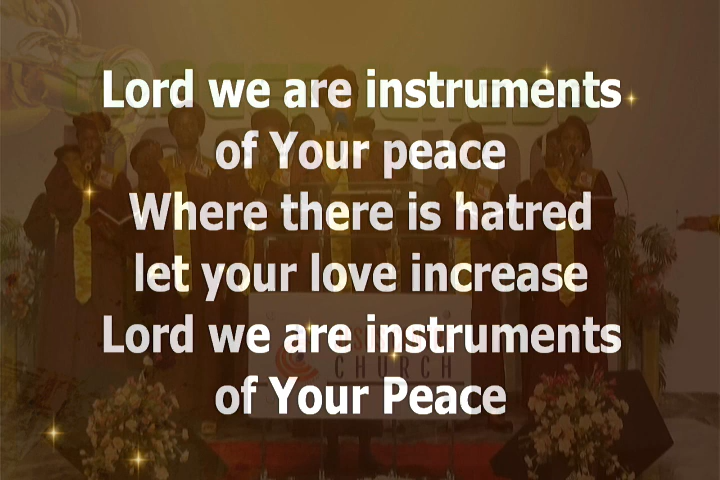 Lord we are instruments
of Your peace
Where there is hatred
let your love increase
Lord we are instruments
of Your Peace
CHURCH